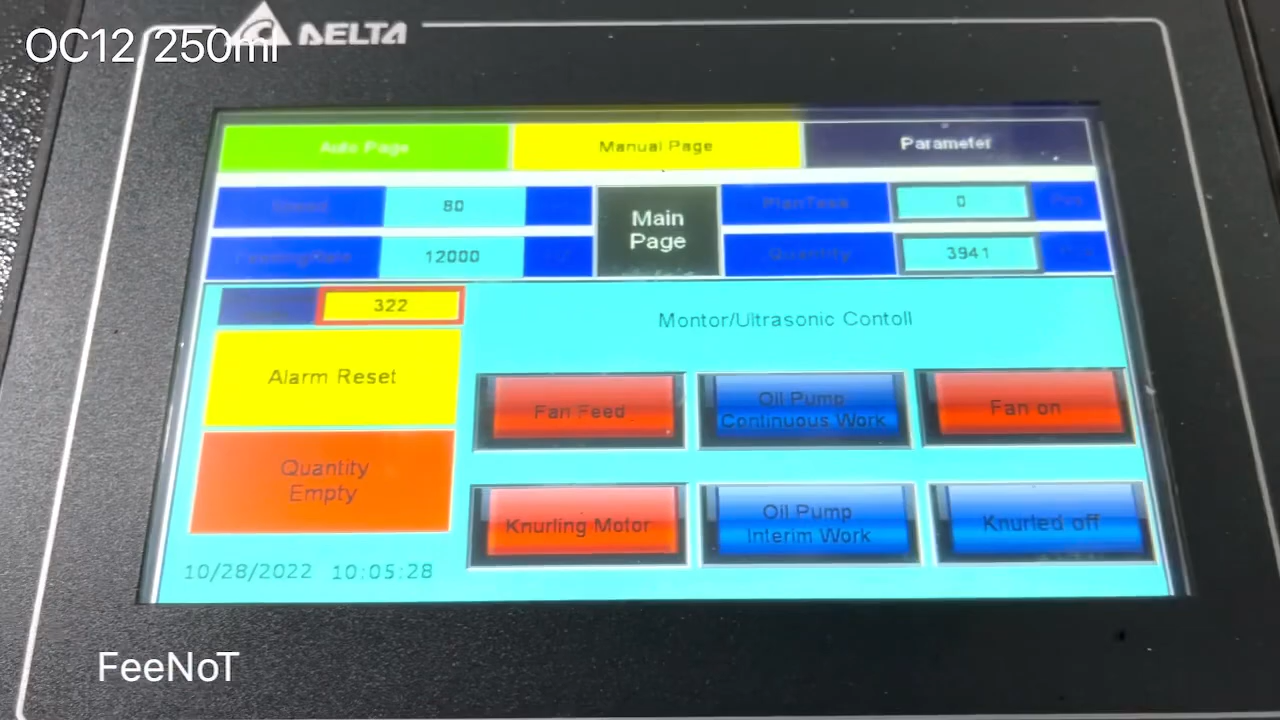 OC12 250ml
DELTA
Auto Page
Manual Page
Parameter
Speed
80
Main
Page
PlanTask
0
12000
Quantity
3941
322
Montor/Ultrasonic Contoll
Alarm Reset
Fan Feed
Oil Pump
Continuous Work
Fan on
Quantity
Empty
Knurling Motor
Oil Pump
Interim Work
Knurled off
10/28/2022 10:05:28
FeeNoT